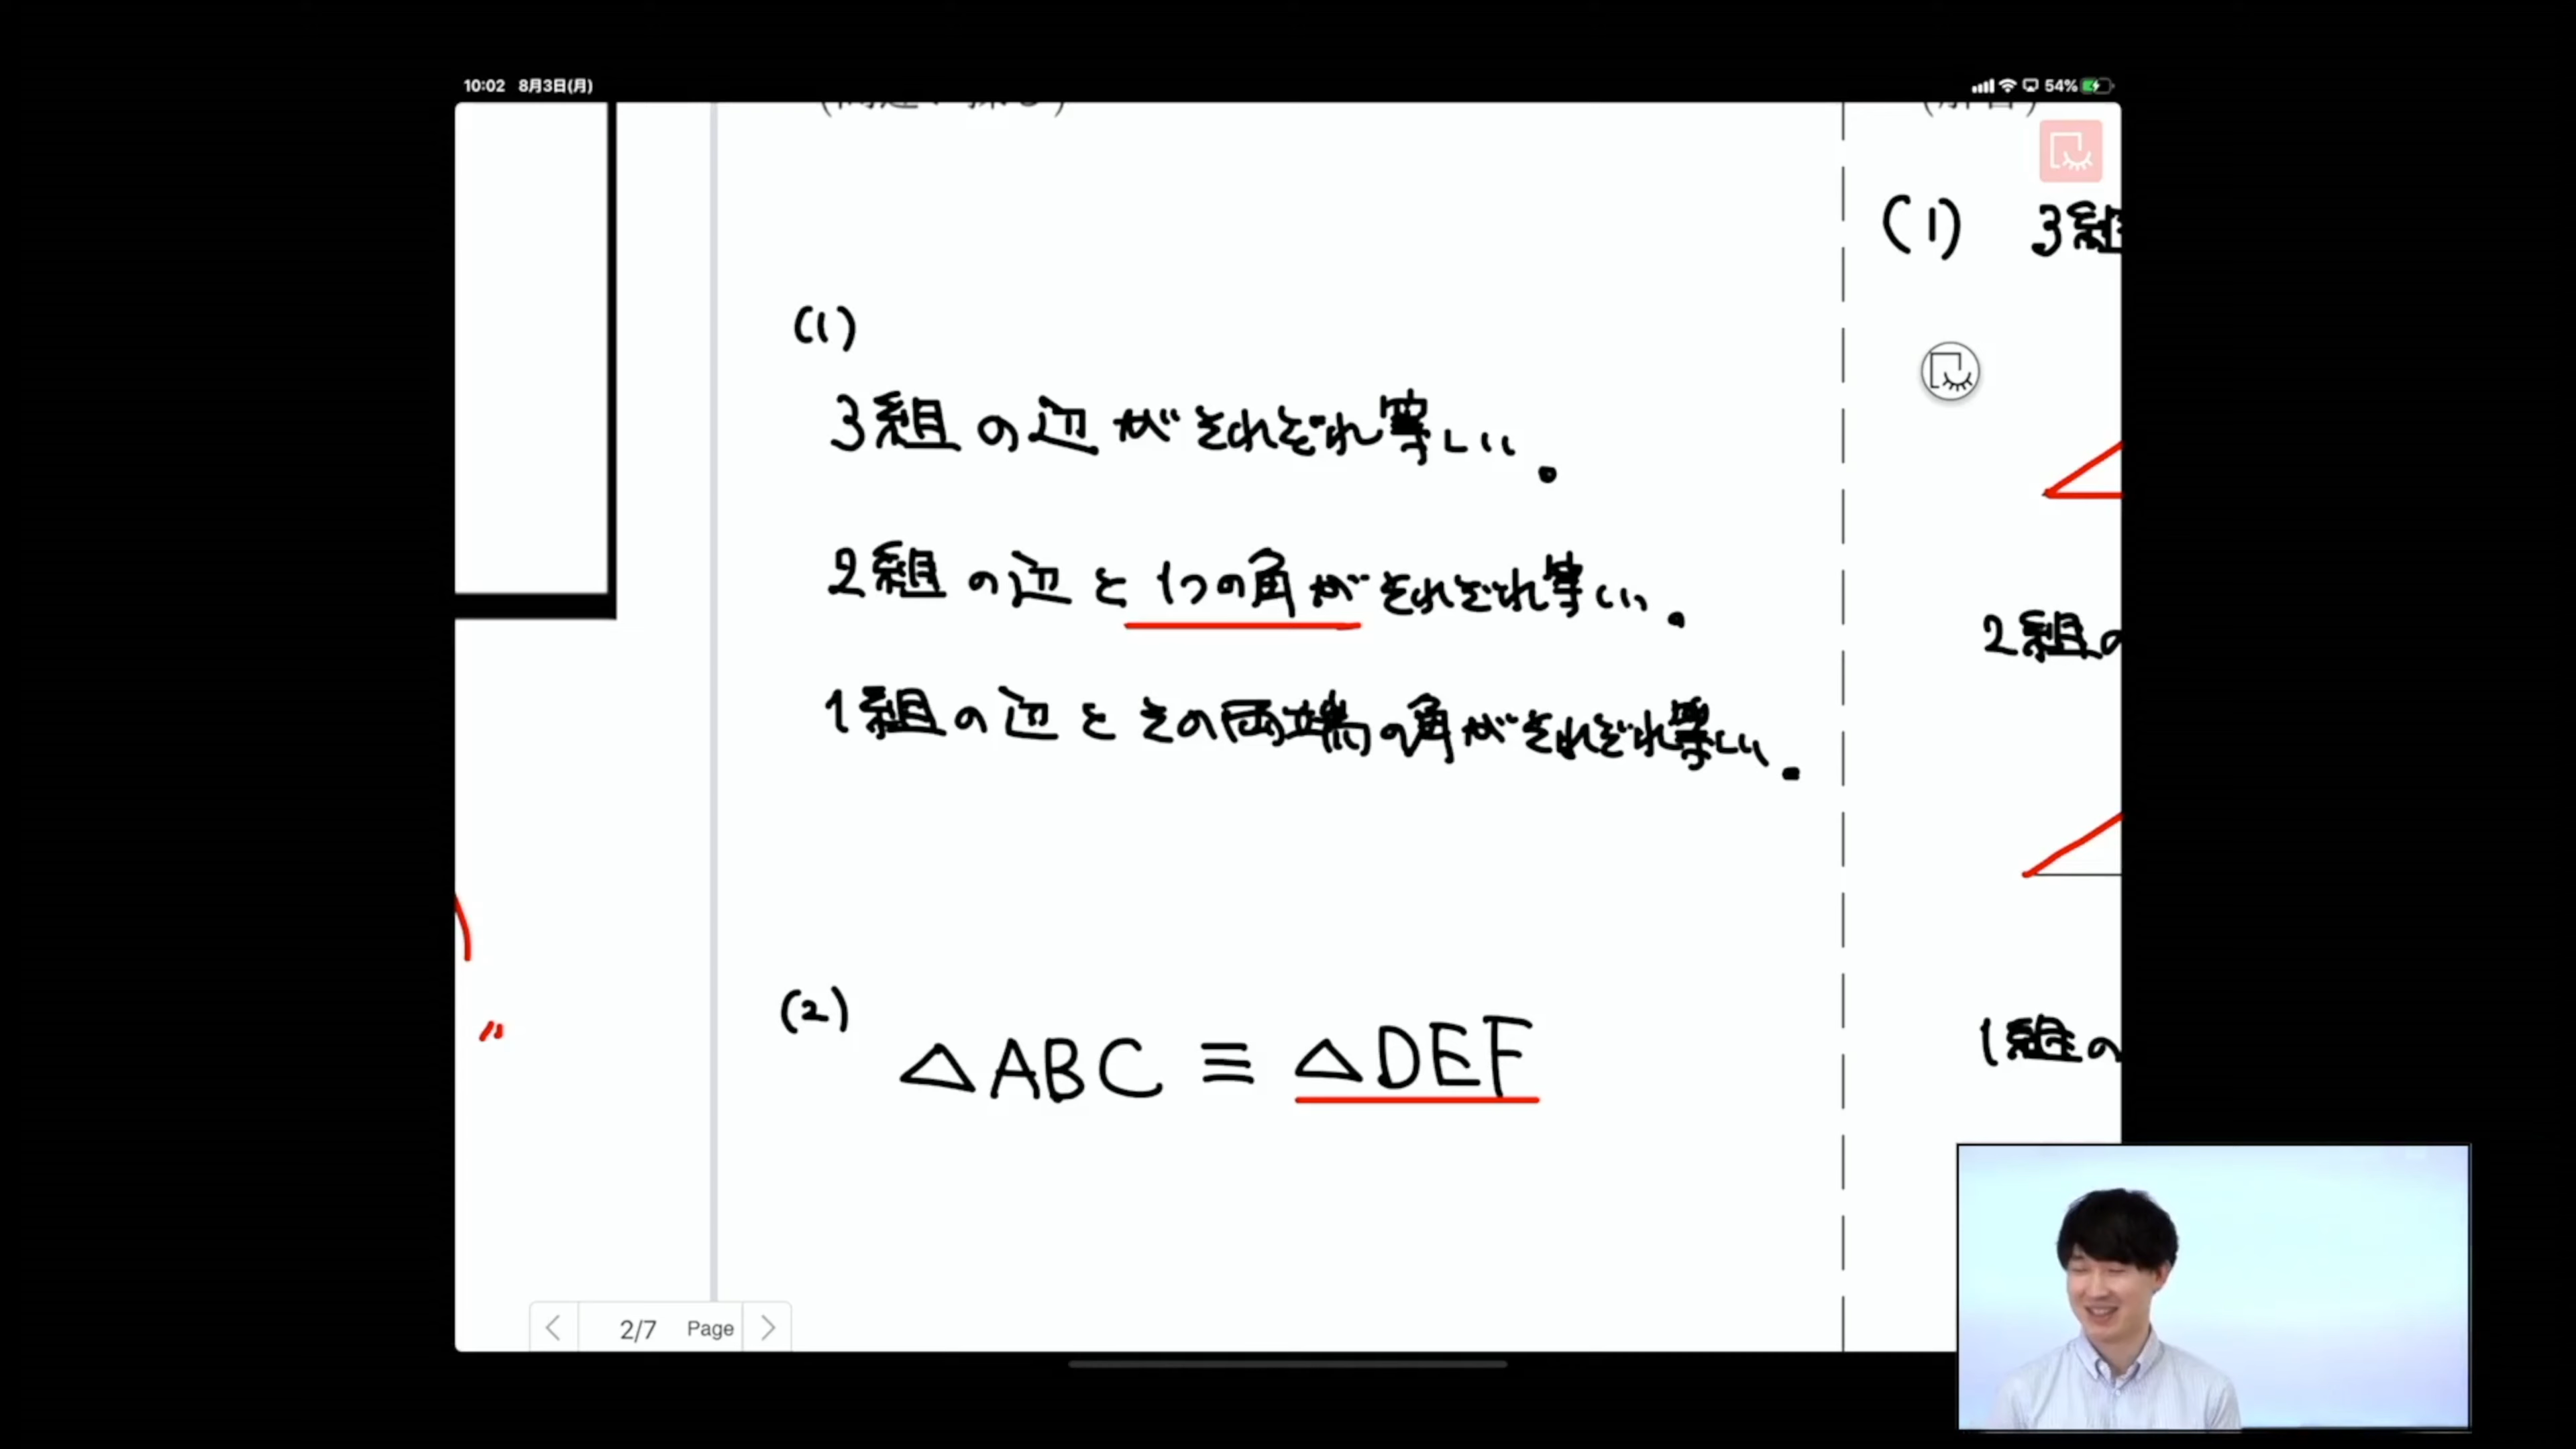 10:02 8月3日(月)
54%
(1)
3組の辺がそれぞれ等しい。
2組の辺と1つの角がそれぞれ等しい。
1組の辺とその両端の角がそれぞれ等しい。
(2)
△ABC ≡ △DEF
(1) 3組
2組の
1組の
2/7 Page